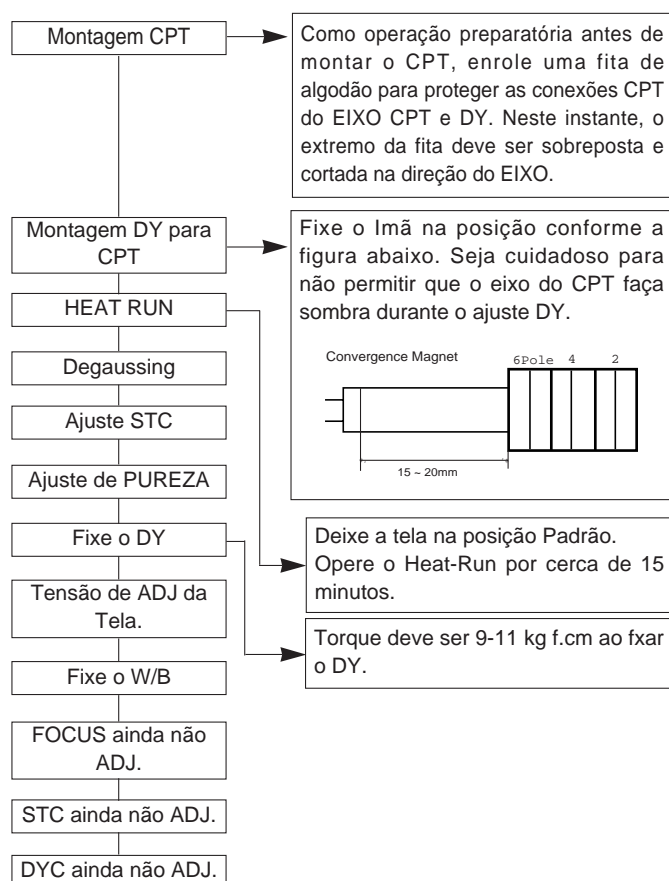 Montagem CPT
Como operação preparatória antes de
montar o CPT, enrole uma fita de
algodão para proteger as conexões CPT
do EIXO CPT e DY. Neste instante, o
extremo da fita deve ser sobreposta e
cortada na direção do EIXO.
Montagem DY para
CPT
Fixe o Imã na posição conforme a
figura abaixo. Seja cuidadoso para
não permitir que o eixo do CPT faça
sombra durante o ajuste DY.
Convergence Magnet
6Pole 4 2
15 ~ 20mm
HEAT RUN
Degaussing
Ajuste STC
Ajuste de PUREZA
Fixe o DY
Deixe a tela na posição Padrão.
Opere o Heat-Run por cerca de 15
minutos.
Tensão de ADJ da
Tela.
Torque deve ser 9-11 kg f.cm ao fxar
o DY.
Fixe o W/B
FOCUS ainda não
ADJ.
STC ainda não ADJ.
DYC ainda não ADJ.